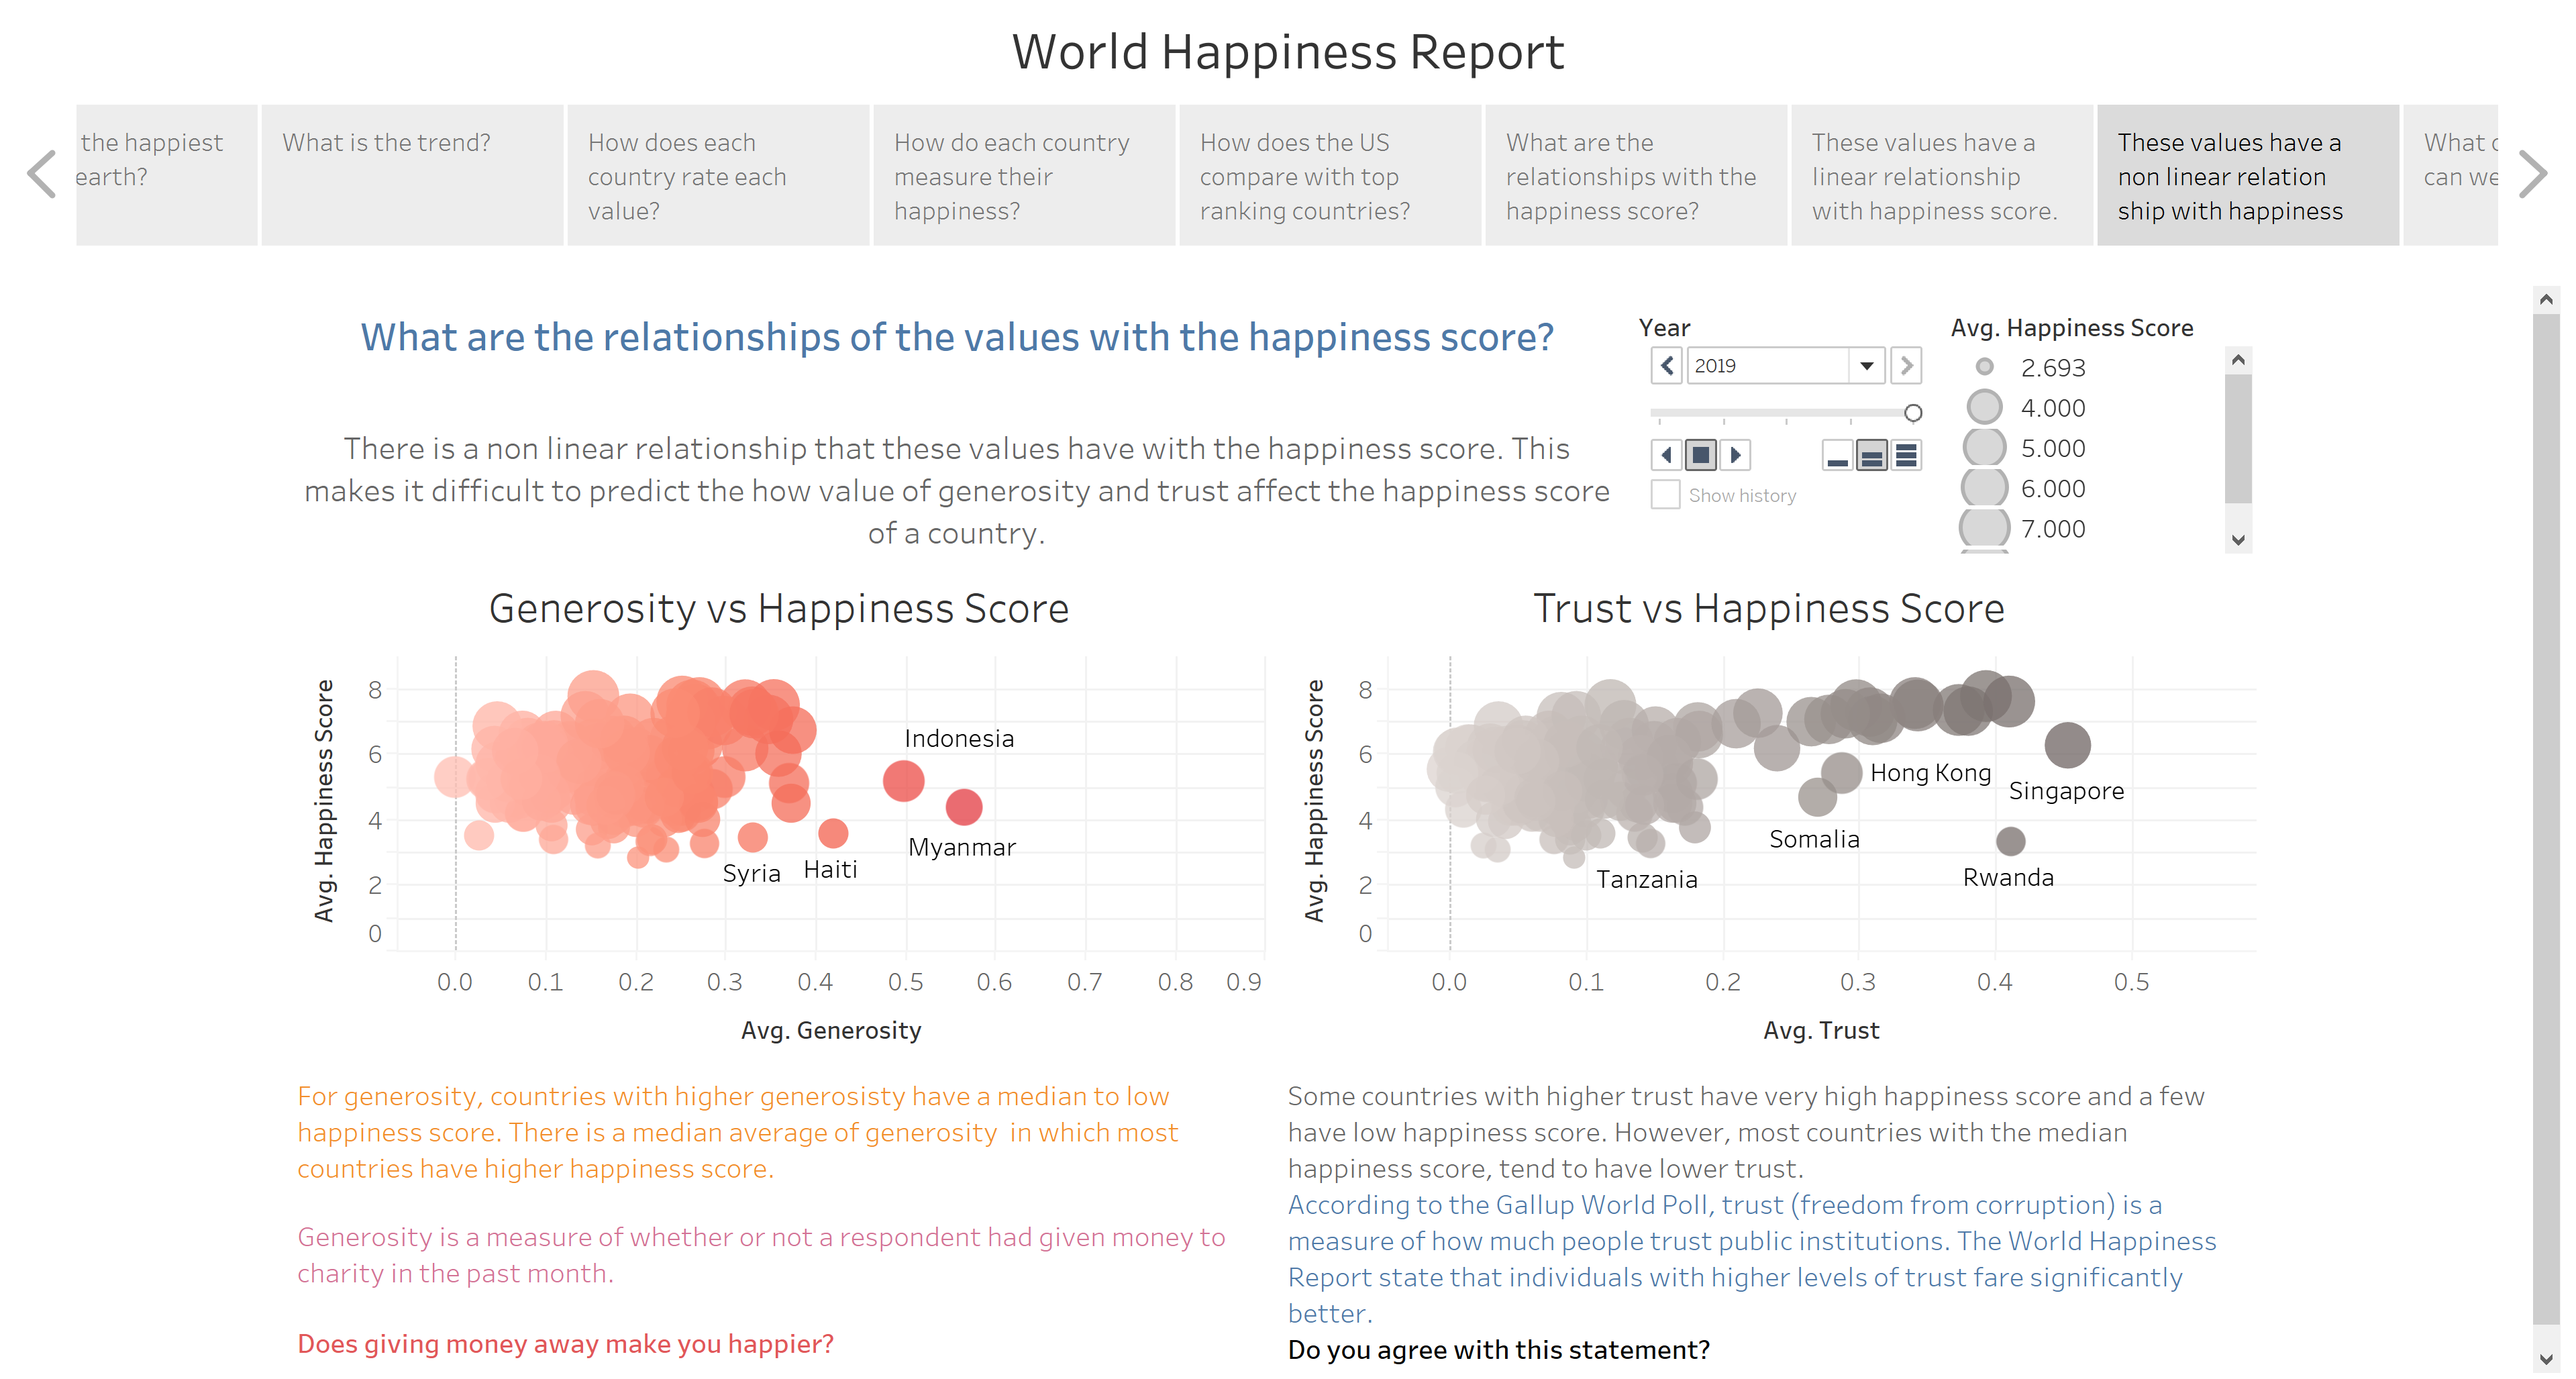 World Happiness Report
the happiest
earth?
What is the trend?
How does each
country rate each
value?
How do each country
measure their
happiness?
How does the US
compare with top
ranking countries?
What are the
relationships with the
happiness score?
These values have a
linear relationship
with happiness score.
These values have a
non linear relation
ship with happiness
What
can we
What are the relationships of the values with the happiness score?
There is a non linear relationship that these values have with the happiness score. This
makes it difficult to predict the how value of generosity and trust affect the happiness score
of a country.
Year
2019
Show history
Avg. Happiness Score
2.693
4.000
5.000
6.000
7.000
Generosity vs Happiness Score
Avg. Happiness Score
8
6
4
2
0
Indonesia
Myanmar
Syria
Haiti
0.0
0.1
0.2
0.3
0.4
0.5
0.6
0.7
0.8
0.9
Avg. Generosity
Trust vs Happiness Score
Avg. Happiness Score
8
6
4
2
0
Hong Kong
Singapore
Somalia
Tanzania
Rwanda
0.0
0.1
0.2
0.3
0.4
0.5
Avg. Trust
For generosity, countries with higher generosisty have a median to low
happiness score. There is a median average of generosity  in which most
countries have higher happiness score.
Generosity is a measure of whether or not a respondent had given money to
charity in the past month.
Does giving money away make you happier?
Some countries with higher trust have very high happiness score and a few
have low happiness score. However, most countries with the median
happiness score, tend to have lower trust.
According to the Gallup World Poll, trust (freedom from corruption) is a
measure of how much people trust public institutions. The World Happiness
Report state that individuals with higher levels of trust fare significantly
better.
Do you agree with this statement?